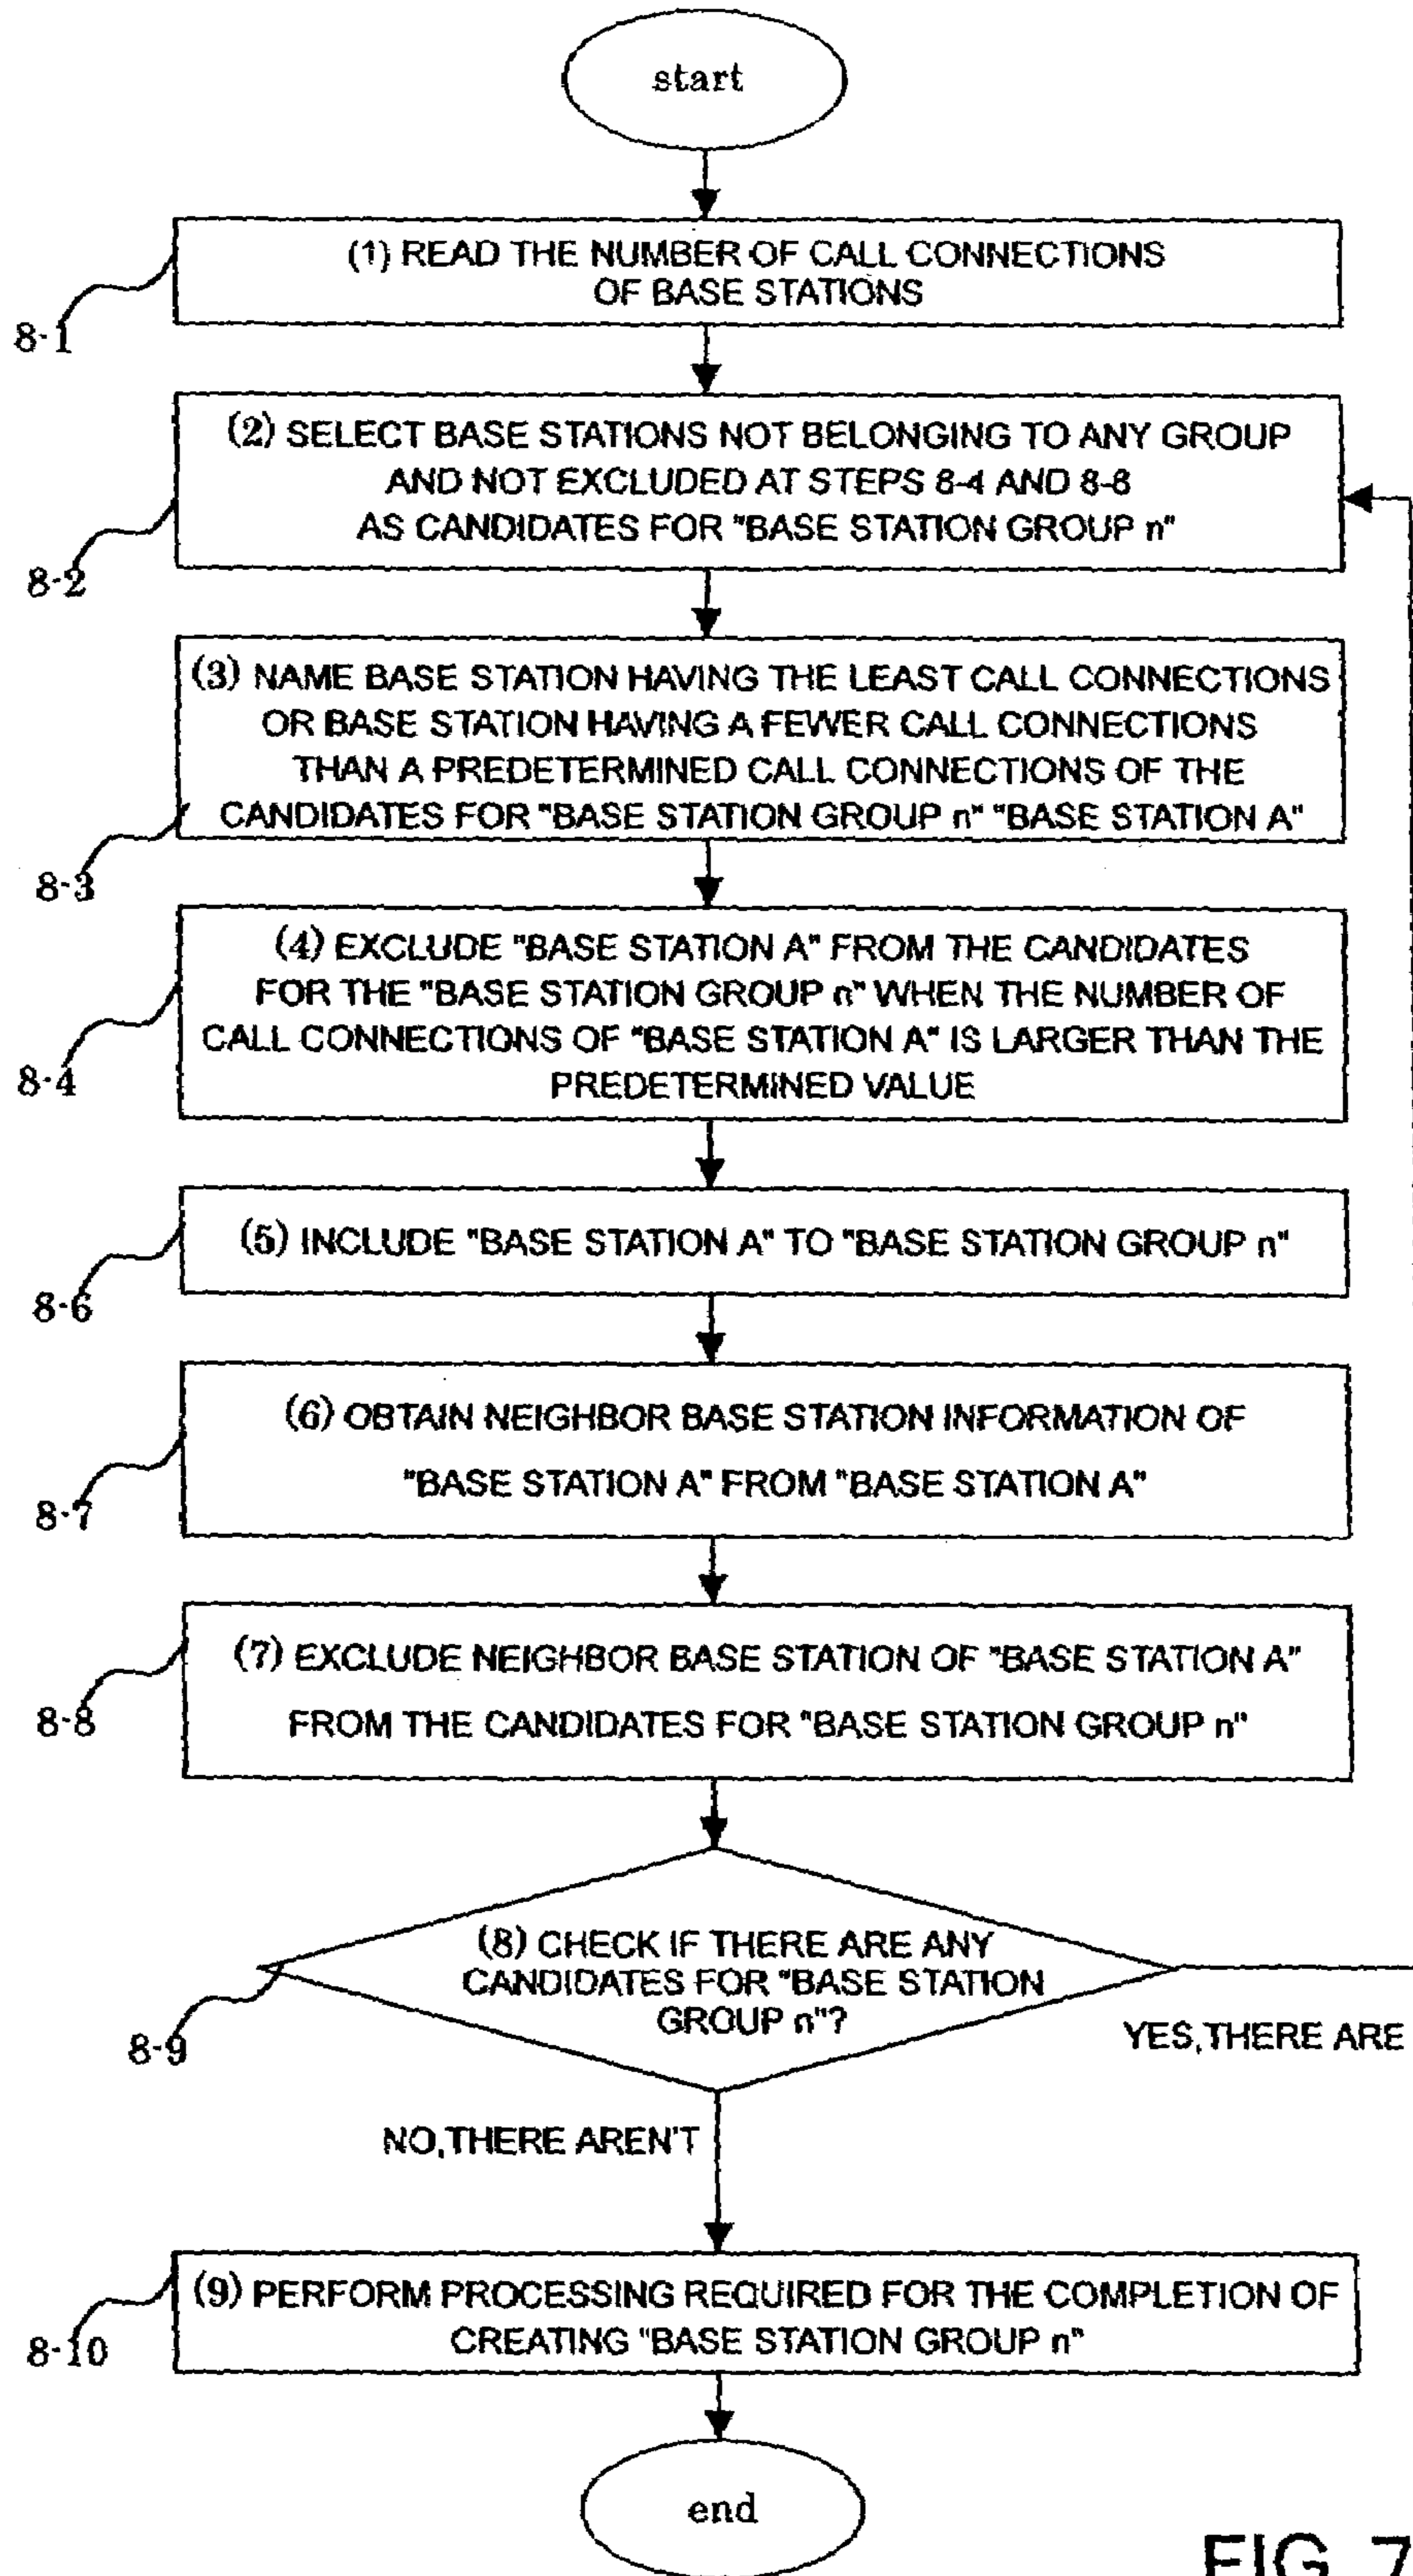 start
(1) READ THE NUMBER OF CALL CONNECTIONS
OF BASE STATIONS
8-1
(2) SELECT BASE STATIONS NOT BELONGING TO ANY GROUP
AND NOT EXCLUDED AT STEPS 8-4 AND 8-8
AS CANDIDATES FOR "BASE STATION GROUP n"
8-2
(3) NAME BASE STATION HAVING THE LEAST CALL CONNECTIONS
OR BASE STATION HAVING A FEWER CALL CONNECTIONS
THAN A PREDETERMINED CALL CONNECTIONS OF THE
CANDIDATES FOR "BASE STATION GROUP n" "BASE STATION A"
8-3
(4) EXCLUDE "BASE STATION A" FROM THE CANDIDATES
FOR THE "BASE STATION GROUP n" WHEN THE NUMBER OF
CALL CONNECTIONS OF "BASE STATION A" IS LARGER THAN THE
PREDETERMINED VALUE
8-4
(5) INCLUDE "BASE STATION A" TO "BASE STATION GROUP n"
8-6
(6) OBTAIN NEIGHBOR BASE STATION INFORMATION OF
"BASE STATION A" FROM "BASE STATION A"
8-7
(7) EXCLUDE NEIGHBOR BASE STATION OF "BASE STATION A"
FROM THE CANDIDATES FOR "BASE STATION GROUP n"
8-8
(8) CHECK IF THERE ARE ANY
CANDIDATES FOR "BASE STATION
GROUP n"?
8-9
YES,THERE ARE
NO,THERE AREN'T
(9) PERFORM PROCESSING REQUIRED FOR THE COMPLETION OF
CREATING "BASE STATION GROUP n"
8-10
end
FIG. 7